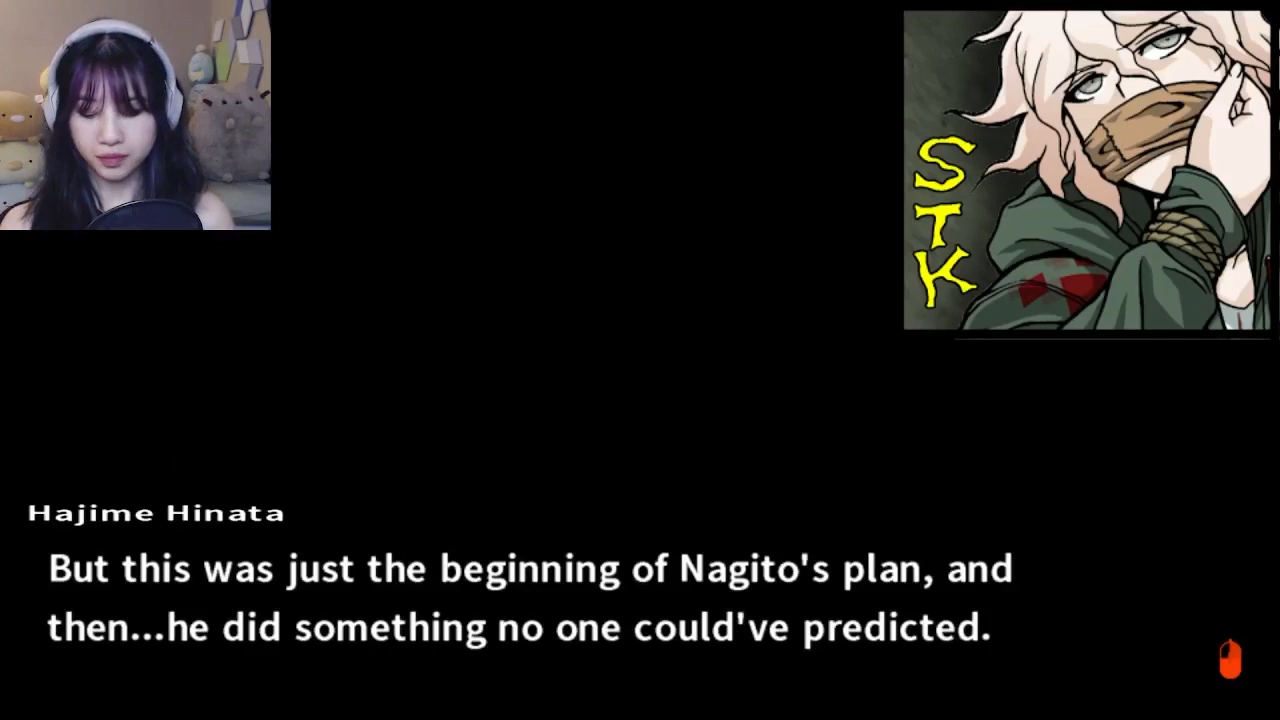 STK
Hajime Hinata
But this was just the beginning of Nagito's plan, and
then...he did something no one could've predicted.